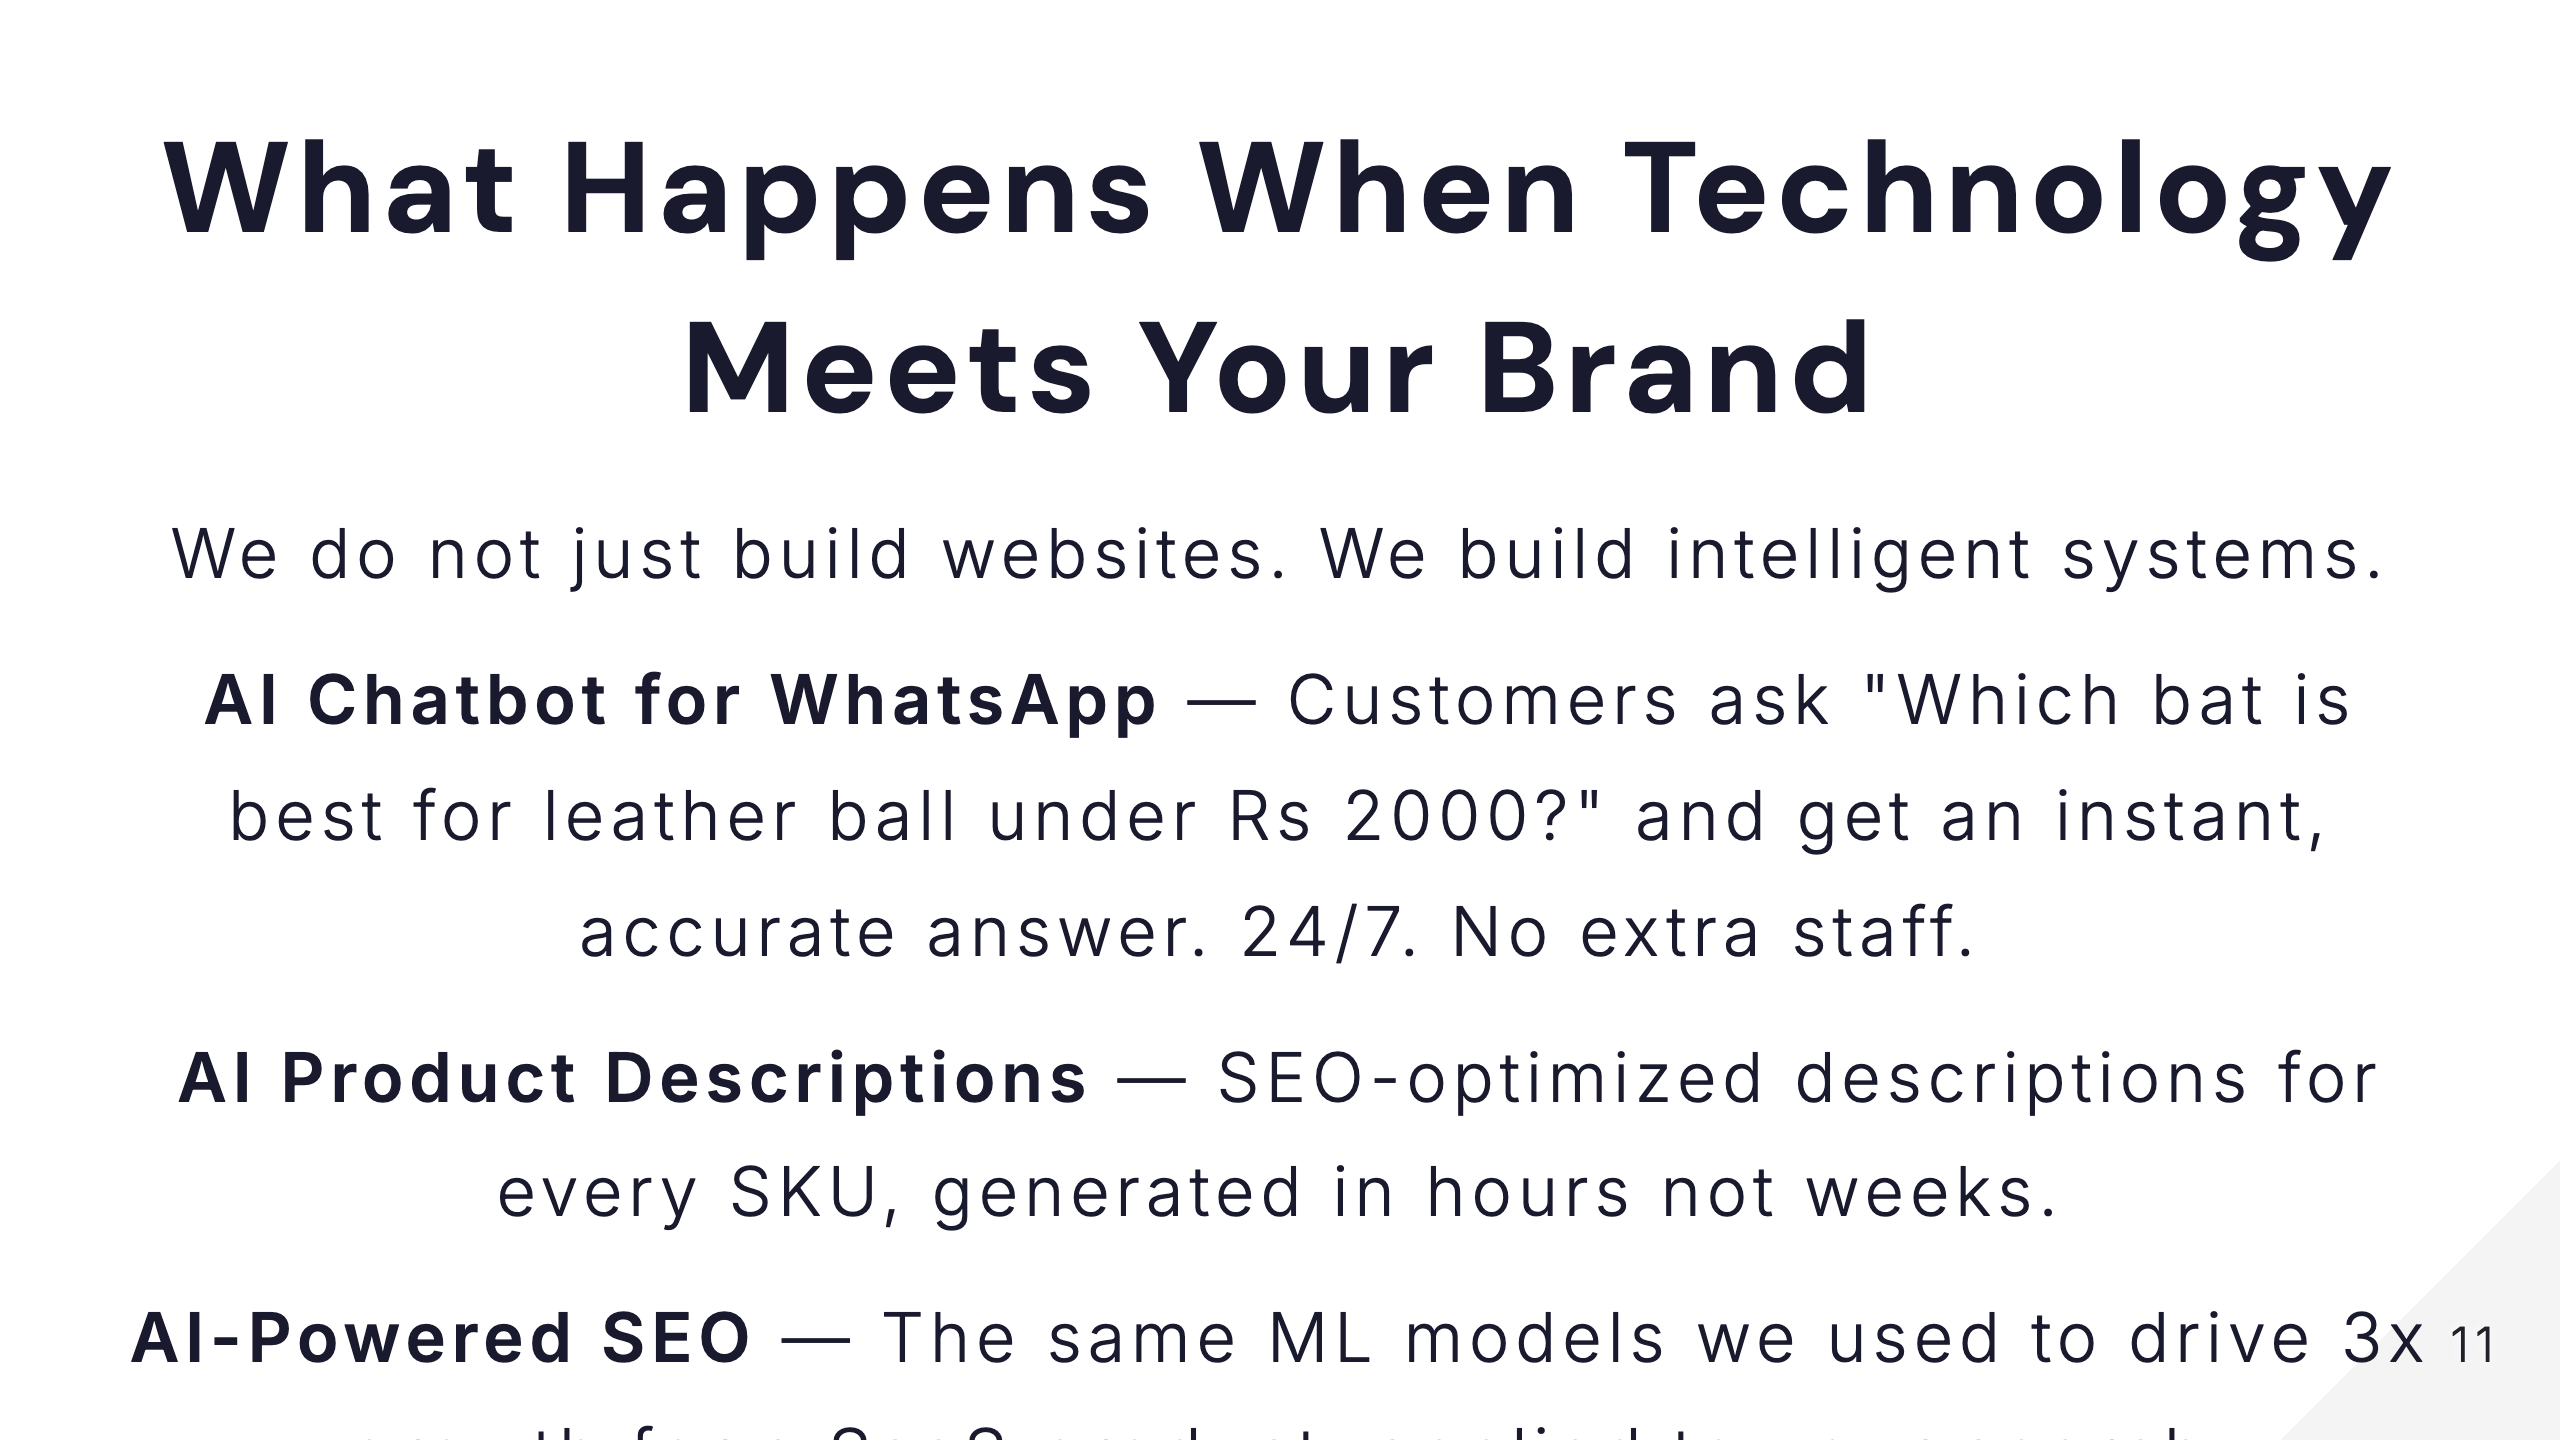 What Happens When Technology
Meets Your Brand
We do not just build websites. We build intelligent systems.
AI Chatbot for WhatsApp — Customers ask "Which bat is
best for leather ball under Rs 2000?" and get an instant,
accurate answer. 24/7. No extra staff.
AI Product Descriptions — SEO-optimized descriptions for
every SKU, generated in hours not weeks.
AI-Powered SEO — The same ML models we used to drive 3x
11